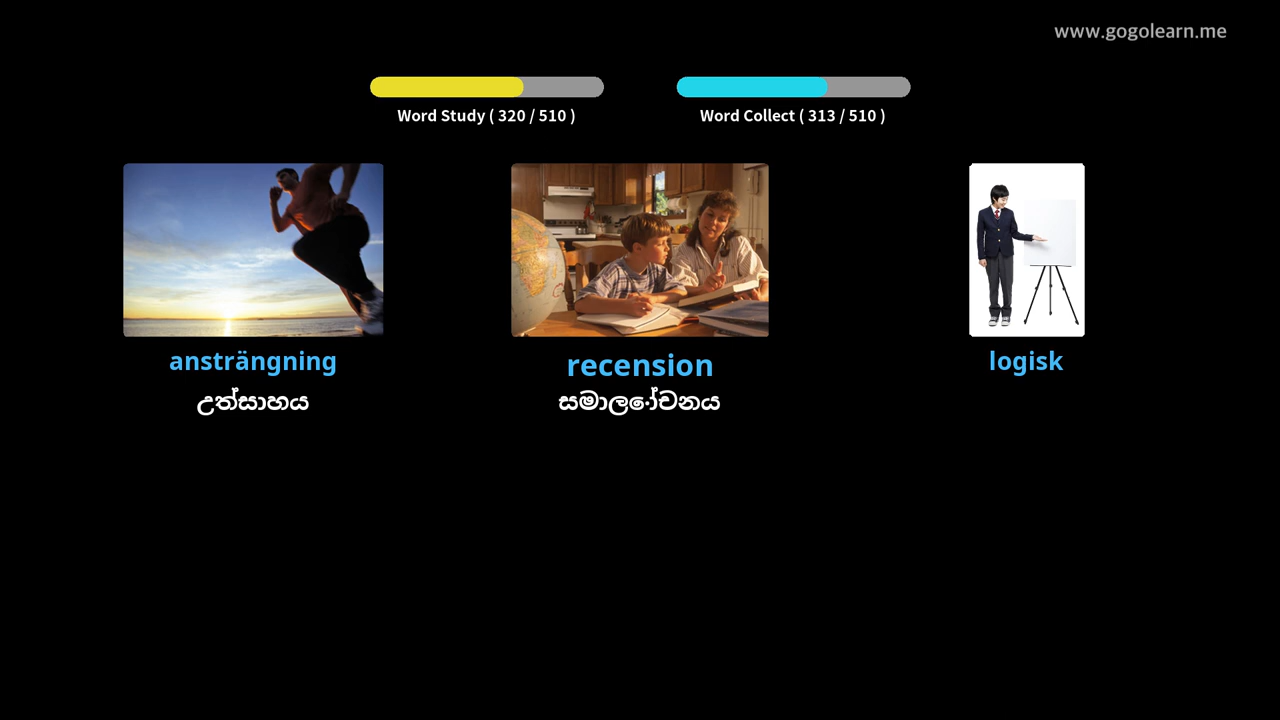 www.gogolearn.me
Word Study ( 320 / 510 )
Word Collect ( 313 / 510 )
ansträngning
recension
logisk
උත්සාහය
සමාලෝචනය